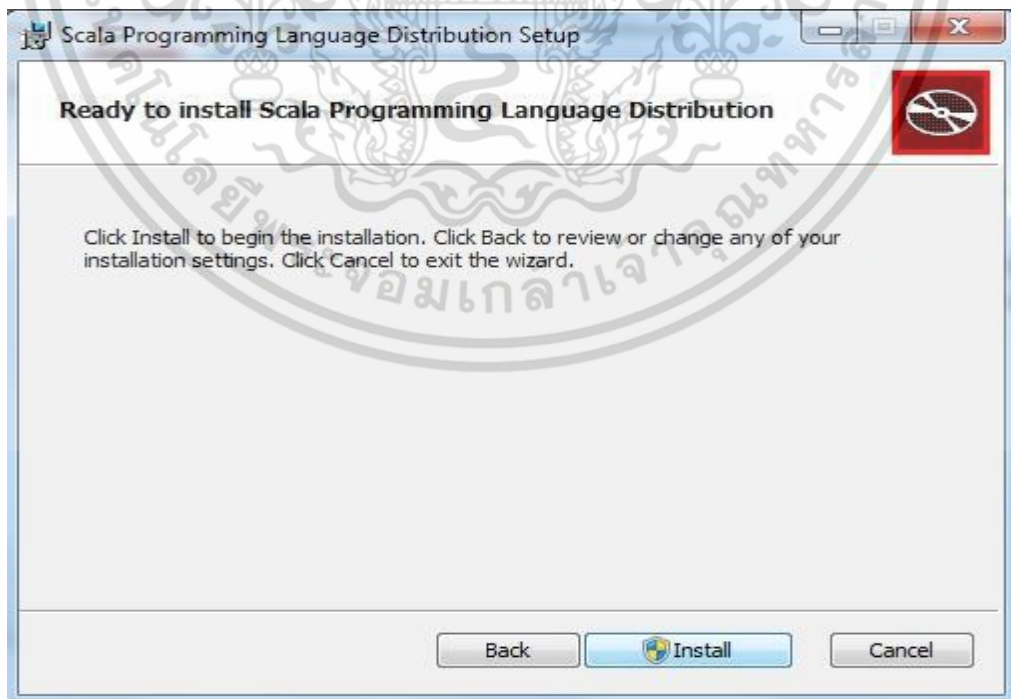 Scala Programming Language Distribution Setup
Ready to install Scala Programming Language Distribution
Click Install to begin the installation. Click Back to review or change any of your
installation settings. Click Cancel to exit the wizard.
Back
Install
Cancel